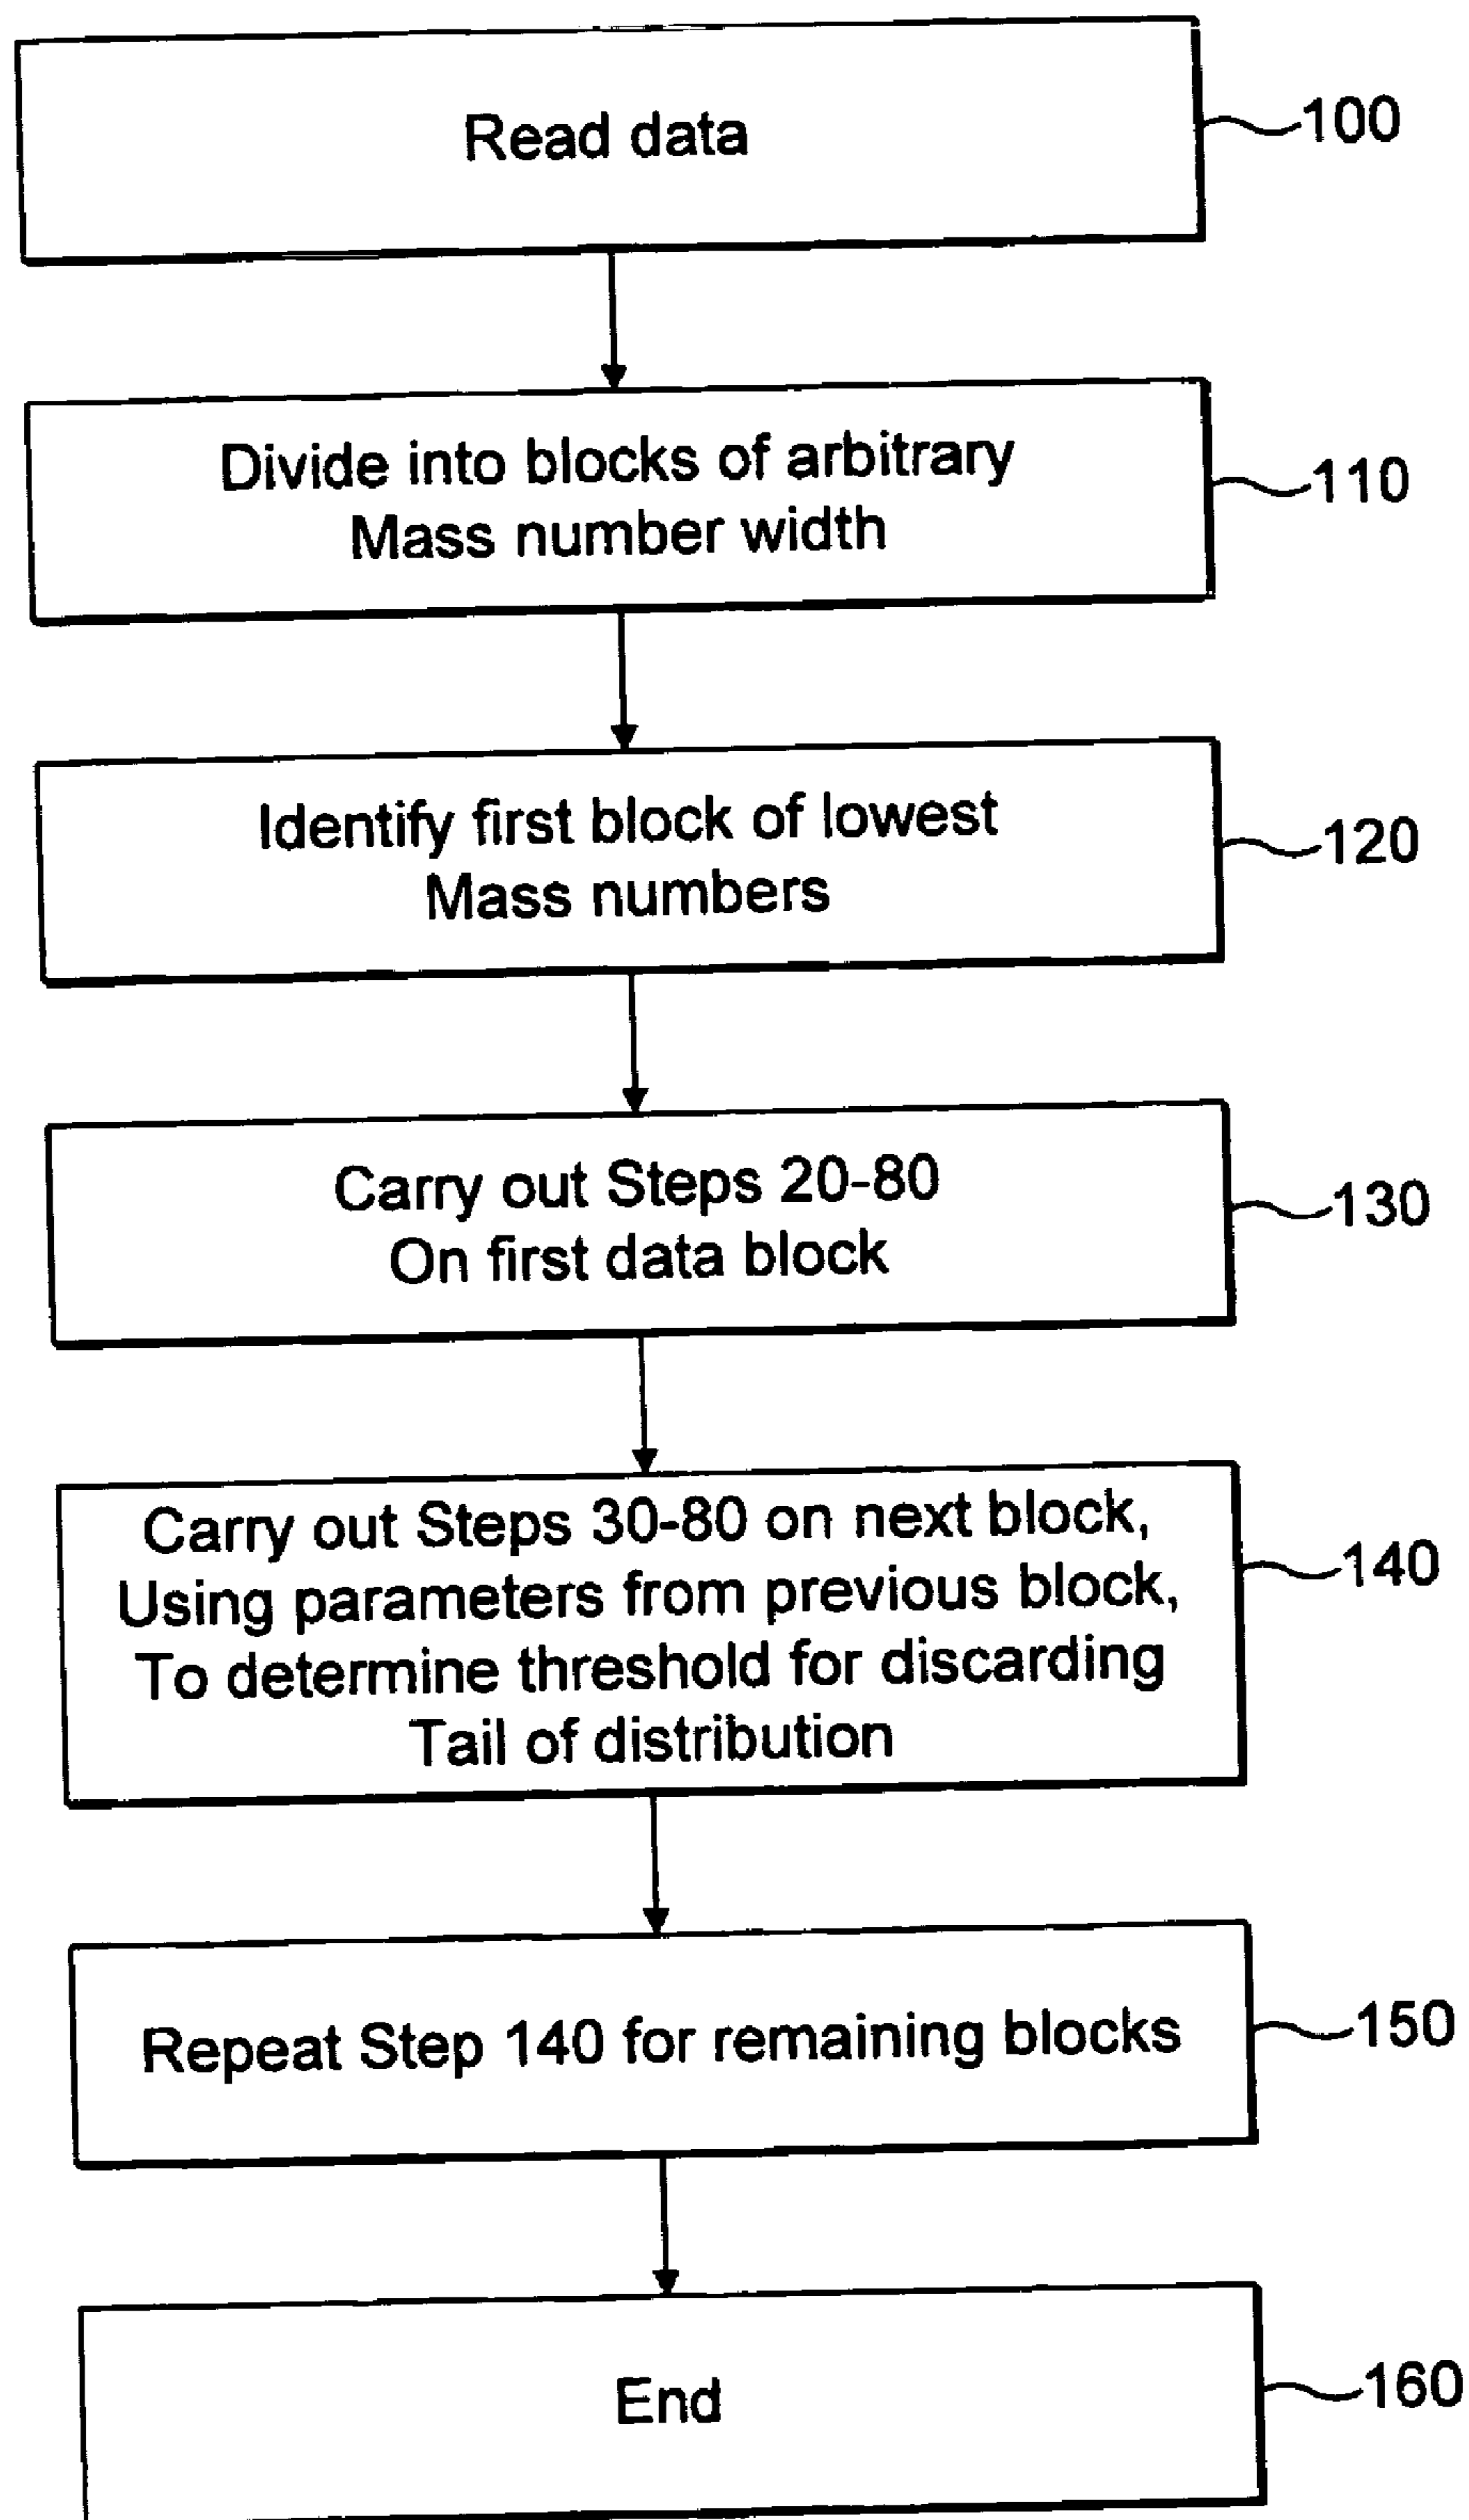 Read data
100
Divide into blocks of arbitrary
Mass number width
110
Identify first block of lowest
Mass numbers
120
Carry out Steps 20-80
On first data block
130
Carry out Steps 30-80 on next block,
Using parameters from previous block,
To determine threshold for discarding
Tail of distribution
140
Repeat Step 140 for remaining blocks
150
End
160